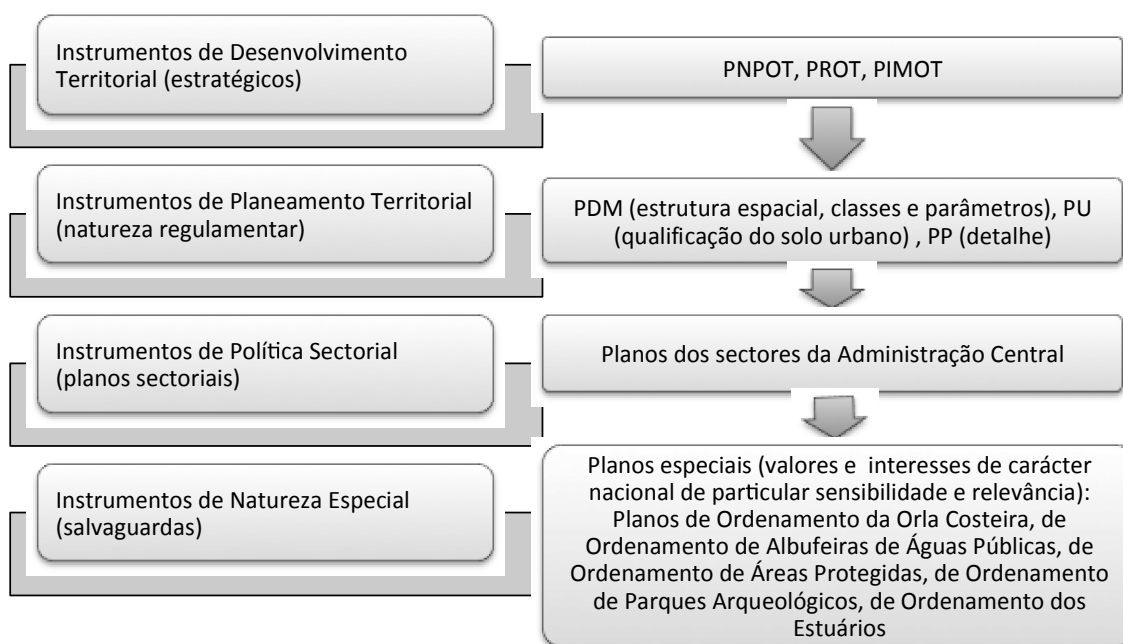 Instrumentos de Desenvolvimento
Territorial (estratégicos)
PNPOT, PROT, PIMOT
Instrumentos de Planeamento Territorial
(natureza regulamentar)
PDM (estrutura espacial, classes e parâmetros), PU
(qualificação do solo urbano) , PP (detalhe)
Instrumentos de Política Sectorial
(planos sectoriais)
Planos dos sectores da Administração Central
Instrumentos de Natureza Especial
(salvaguardas)
Planos especiais (valores e interesses de carácter
nacional de particular sensibilidade e relevância):
Planos de Ordenamento da Orla Costeira, de
Ordenamento de Albufeiras de Águas Públicas, de
Ordenamento de Áreas Protegidas, de Ordenamento
de Parques Arqueológicos, de Ordenamento dos
Estuários